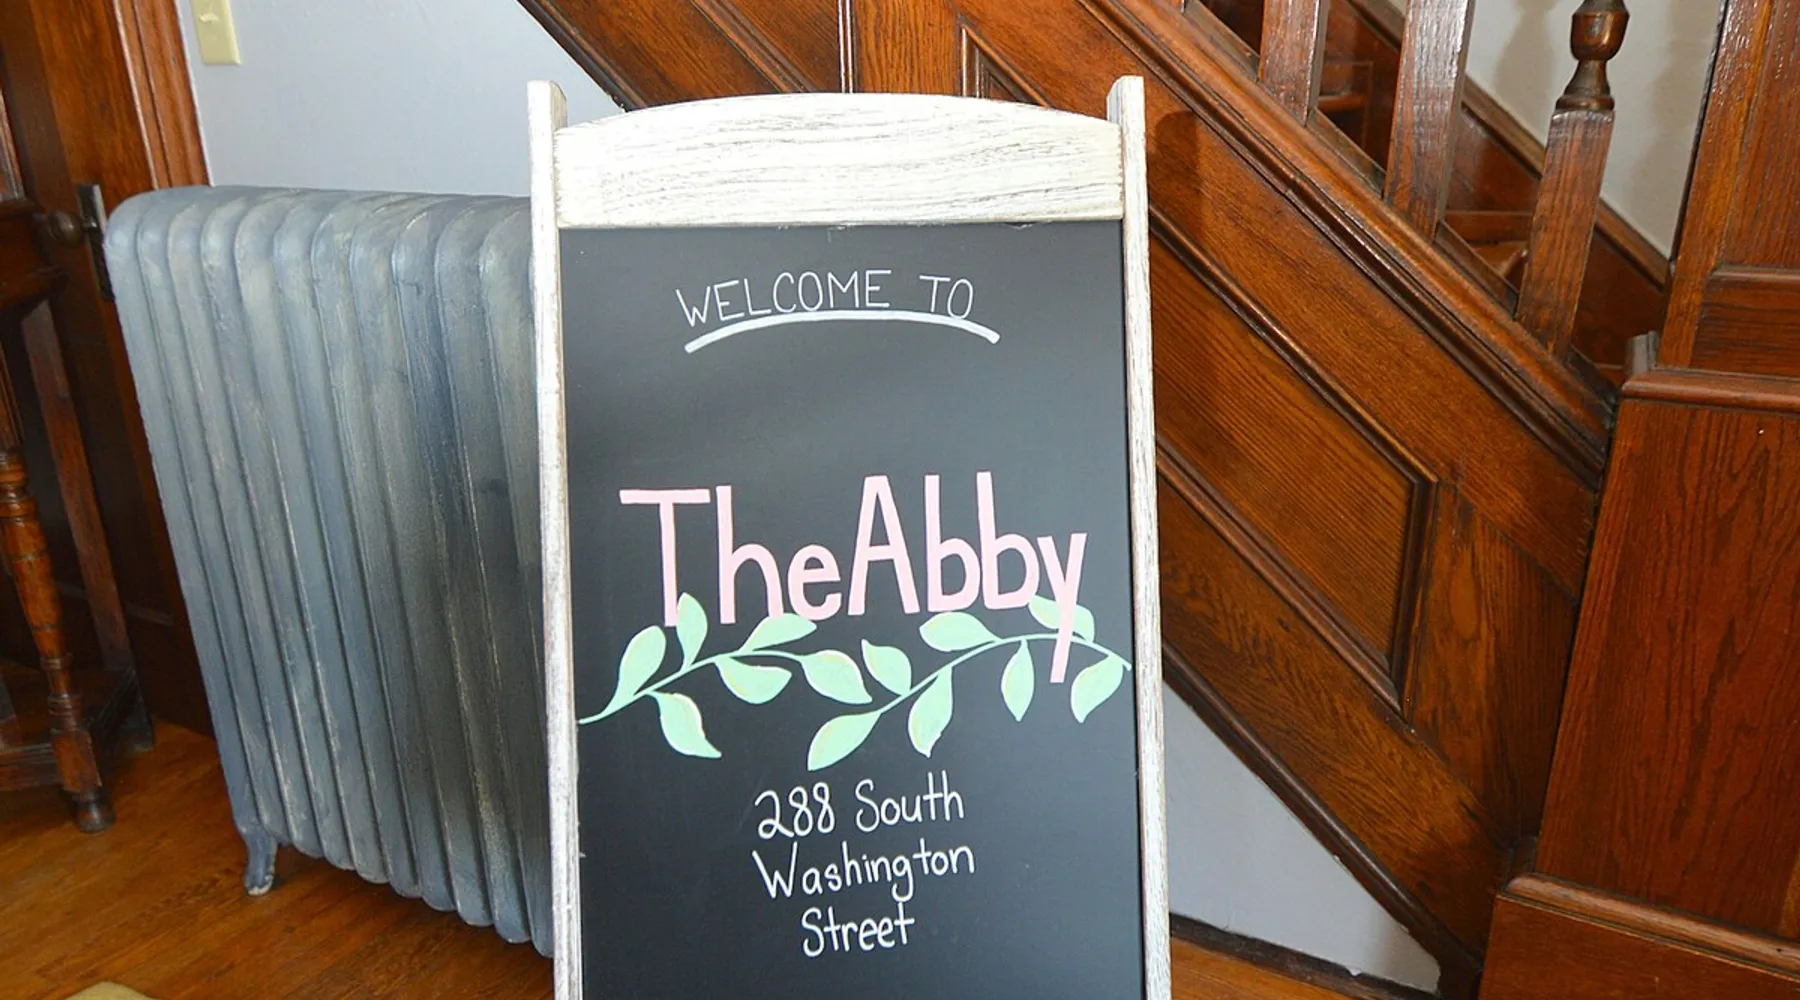 WELCOME TO
TheAbby
288 South
Washington
Street